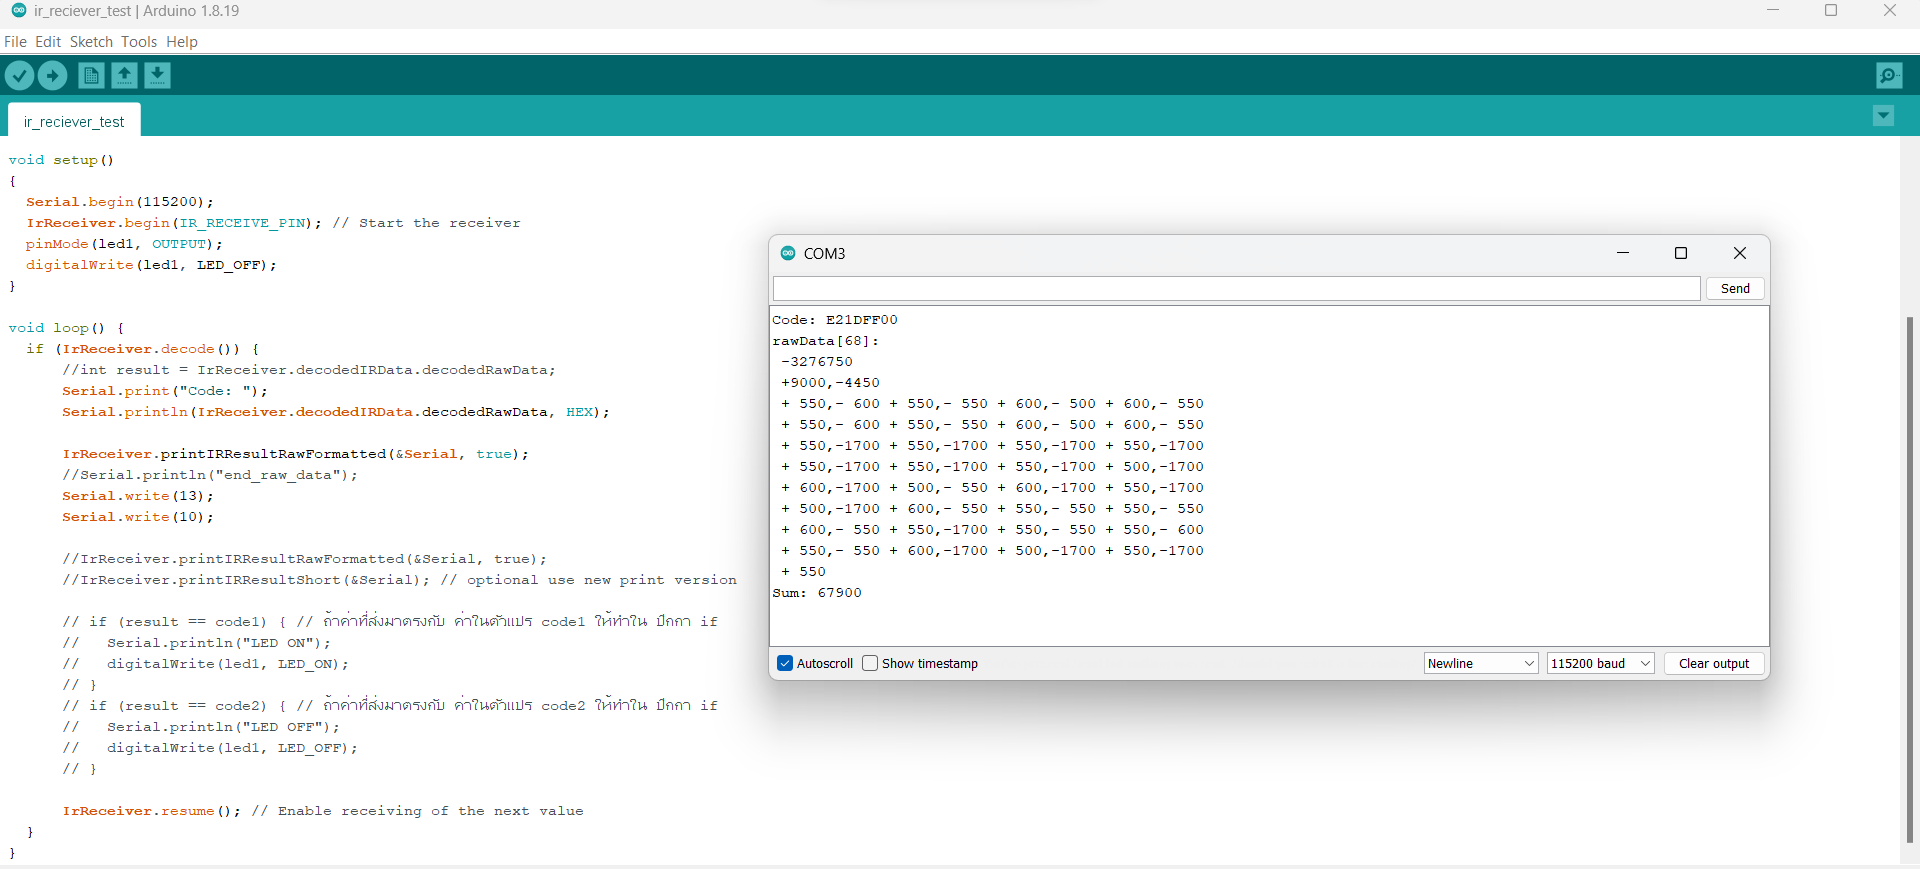 ir_reciever_test | Arduino 1.8.19
File Edit Sketch Tools Help
ir_reciever_test
void setup()
{
  Serial.begin(115200);
  IrReceiver.begin(IR_RECEIVE_PIN); // Start the receiver
  pinMode(led1, OUTPUT);
  digitalWrite(led1, LED_OFF);
}
void loop() {
  if (IrReceiver.decode()) {
      //int result = IrReceiver.decodedIRData.decodedRawData;
      Serial.print("Code: ");
      Serial.println(IrReceiver.decodedIRData.decodedRawData, HEX);
      IrReceiver.printIRResultRawFormatted(&Serial, true);
      //Serial.println("end_raw_data");
      Serial.write(13);
      Serial.write(10);
      //IrReceiver.printIRResultRawFormatted(&Serial, true);
      //IrReceiver.printIRResultShort(&Serial); // optional use new print version
      // if (result == code1) { // ถ้าค่าที่ส่งมาตรงกับ ค่าในตัวแปร code1 ให้ทำใน ปีกกา if
      //   Serial.println("LED ON");
      //   digitalWrite(led1, LED_ON);
      // }
      // if (result == code2) { // ถ้าค่าที่ส่งมาตรงกับ ค่าในตัวแปร code2 ให้ทำใน ปีกกา if
      //   Serial.println("LED OFF");
      //   digitalWrite(led1, LED_OFF);
      // }
      IrReceiver.resume(); // Enable receiving of the next value
  }
}
COM3
Send
Code: E21DFF00
rawData[68]:
 -3276750
 +9000,-4450
 + 550,- 600 + 550,- 550 + 600,- 500 + 600,- 550
 + 550,- 600 + 550,- 550 + 600,- 500 + 600,- 550
 + 550,-1700 + 550,-1700 + 550,-1700 + 550,-1700
 + 550,-1700 + 550,-1700 + 550,-1700 + 500,-1700
 + 600,-1700 + 500,- 550 + 600,-1700 + 550,-1700
 + 500,-1700 + 600,- 550 + 550,- 550 + 550,- 550
 + 600,- 550 + 550,-1700 + 550,- 550 + 550,- 600
 + 550,- 550 + 600,-1700 + 500,-1700 + 550,-1700
 + 550
Sum: 67900
Autoscroll Show timestamp Newline 115200 baud Clear output